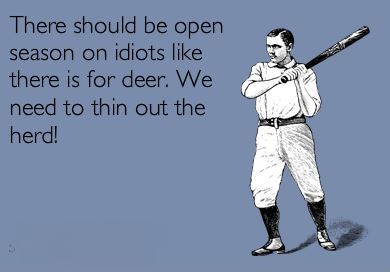 There should be open
season on idiots like
there is for deer. We
need to thin out the
herd!